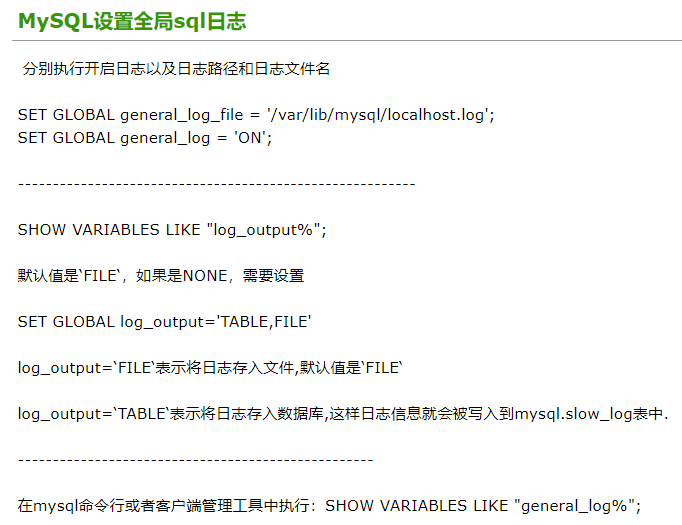 MySQL设置全局sql日志
分别执行开启日志以及日志路径和日志文件名
SET GLOBAL general_log_file = '/var/lib/mysql/localhost.log';
SET GLOBAL general_log = 'ON';
---------------------------------------------------------
SHOW VARIABLES LIKE "log_output%";
默认值是‵FILE‵，如果是NONE，需要设置
SET GLOBAL log_output='TABLE,FILE'
log_output=‵FILE‵表示将日志存入文件,默认值是‵FILE‵
log_output=‵TABLE‵表示将日志存入数据库,这样日志信息就会被写入到mysql.slow_log表中.
---------------------------------------------------
在mysql命令行或者客户端管理工具中执行：SHOW VARIABLES LIKE "general_log%";